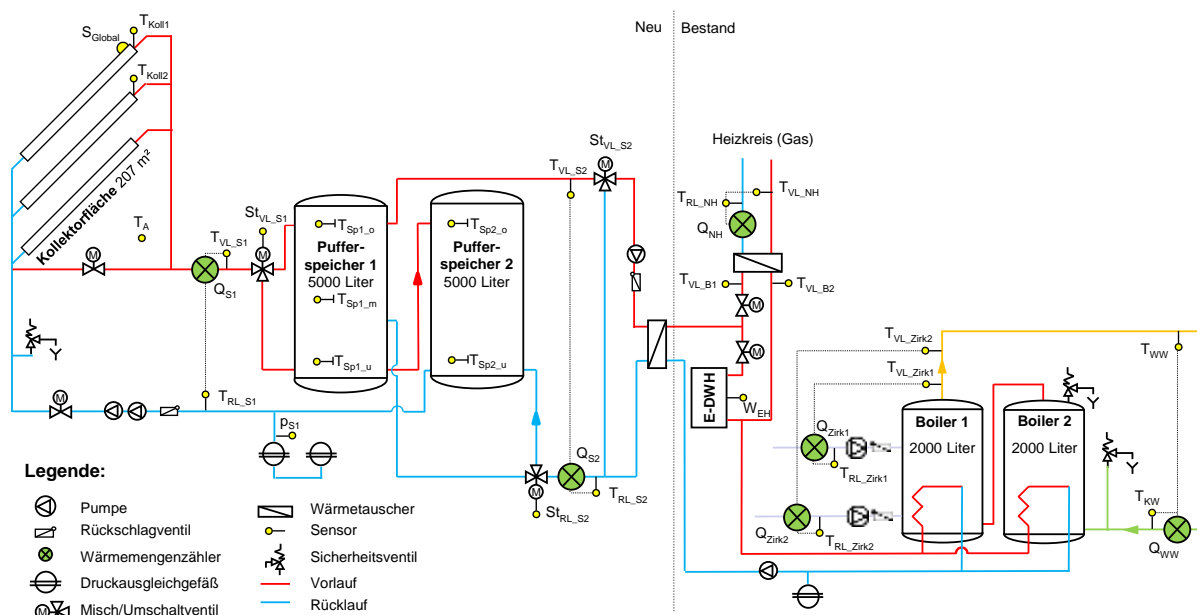 Neu
Bestand
T_Koll1
S_Global
T_Koll2
Kollektorfläche 207 m²
T_A
T_VL_S1
St_VL_S1
M
M
Q_S1
T_RL_S1
M
p_S1
T_Sp1_o
Puffer-
speicher 1
5000 Liter
T_Sp1_m
T_Sp1_u
T_Sp2_o
Puffer-
speicher 2
5000 Liter
T_Sp2_u
T_VL_S2
St_VL_S2
M
Q_S2
T_RL_S2
M
St_RL_S2
Heizkreis (Gas)
T_VL_NH
T_RL_NH
Q_NH
T_VL_B1
T_VL_B2
M
M
E-DWH
W_EH
T_VL_Zirk2
T_VL_Zirk1
Q_Zirk1
T_RL_Zirk1
Q_Zirk2
T_RL_Zirk2
Boiler 1
2000 Liter
Boiler 2
2000 Liter
T_WW
T_KW
Q_WW
Legende:
Pumpe
Rückschlagventil
Wärmemengenzähler
Druckausgleichgefäß
M
Misch/Umschaltventil
Wärmetauscher
Sensor
Sicherheitsventil
Vorlauf
Rücklauf